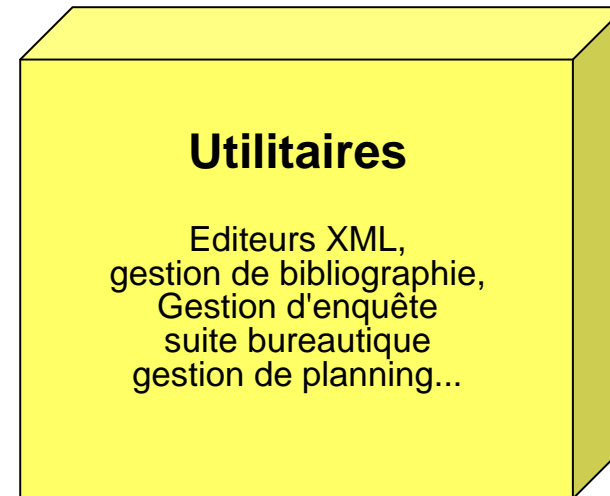 Utilitaires
Editeurs XML,
gestion de bibliographie,
Gestion d'enquête
suite bureautique
gestion de planning...